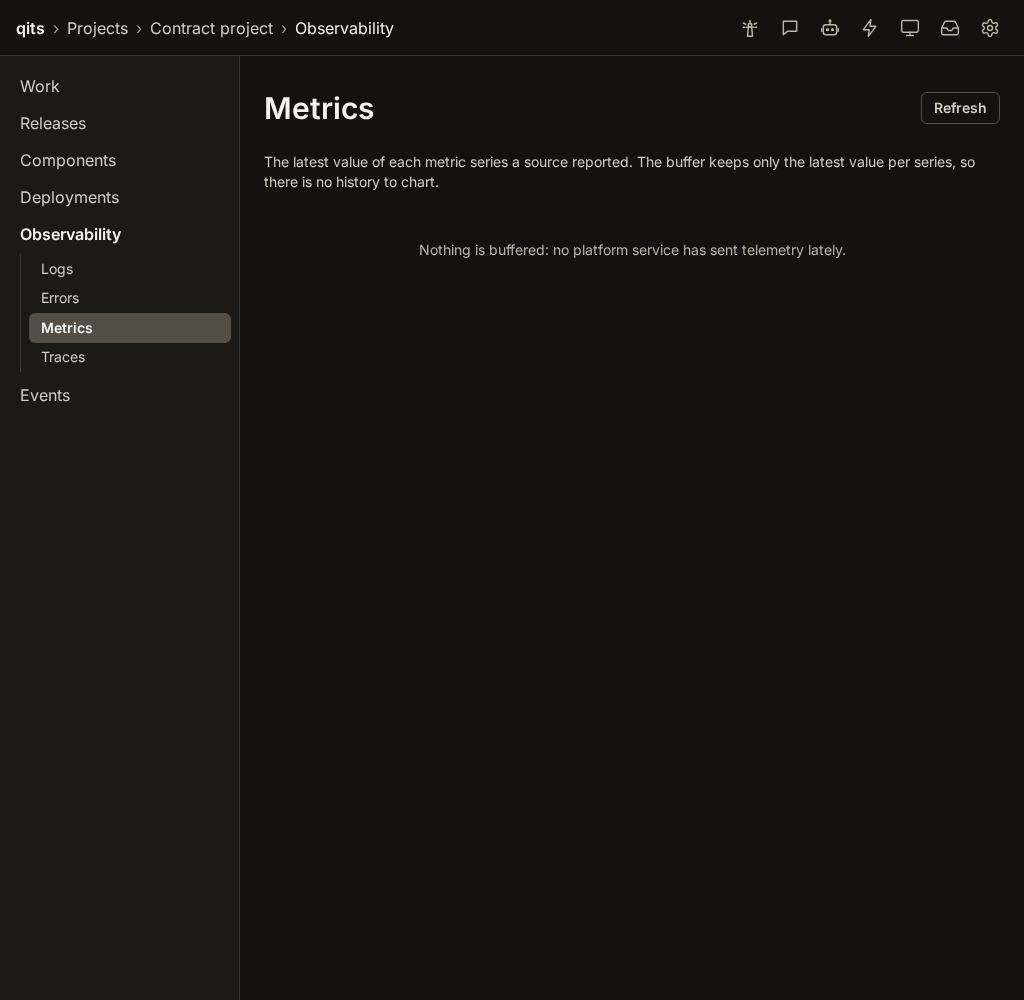 qits › Projects › Contract project › Observability
Work
Releases
Components
Deployments
Observability
Logs
Errors
Metrics
Traces
Events
Metrics
Refresh
The latest value of each metric series a source reported. The buffer keeps only the latest value per series, so
there is no history to chart.
Nothing is buffered: no platform service has sent telemetry lately.